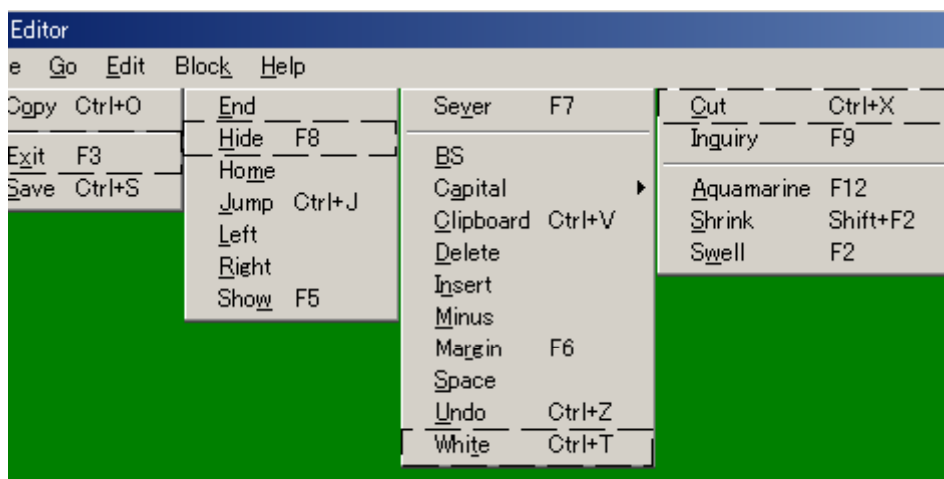 Editor
e Go Edit Block Help
Copy Ctrl+O
Exit F3
Save Ctrl+S
End
Hide F8
Home
Jump Ctrl+J
Left
Right
Show F5
Sever F7
BS
Capital
Clipboard Ctrl+V
Delete
Insert
Minus
Margin F6
Space
Undo Ctrl+Z
White Ctrl+T
Cut Ctrl+X
Inquiry F9
Aquamarine F12
Shrink Shift+F2
Swell F2